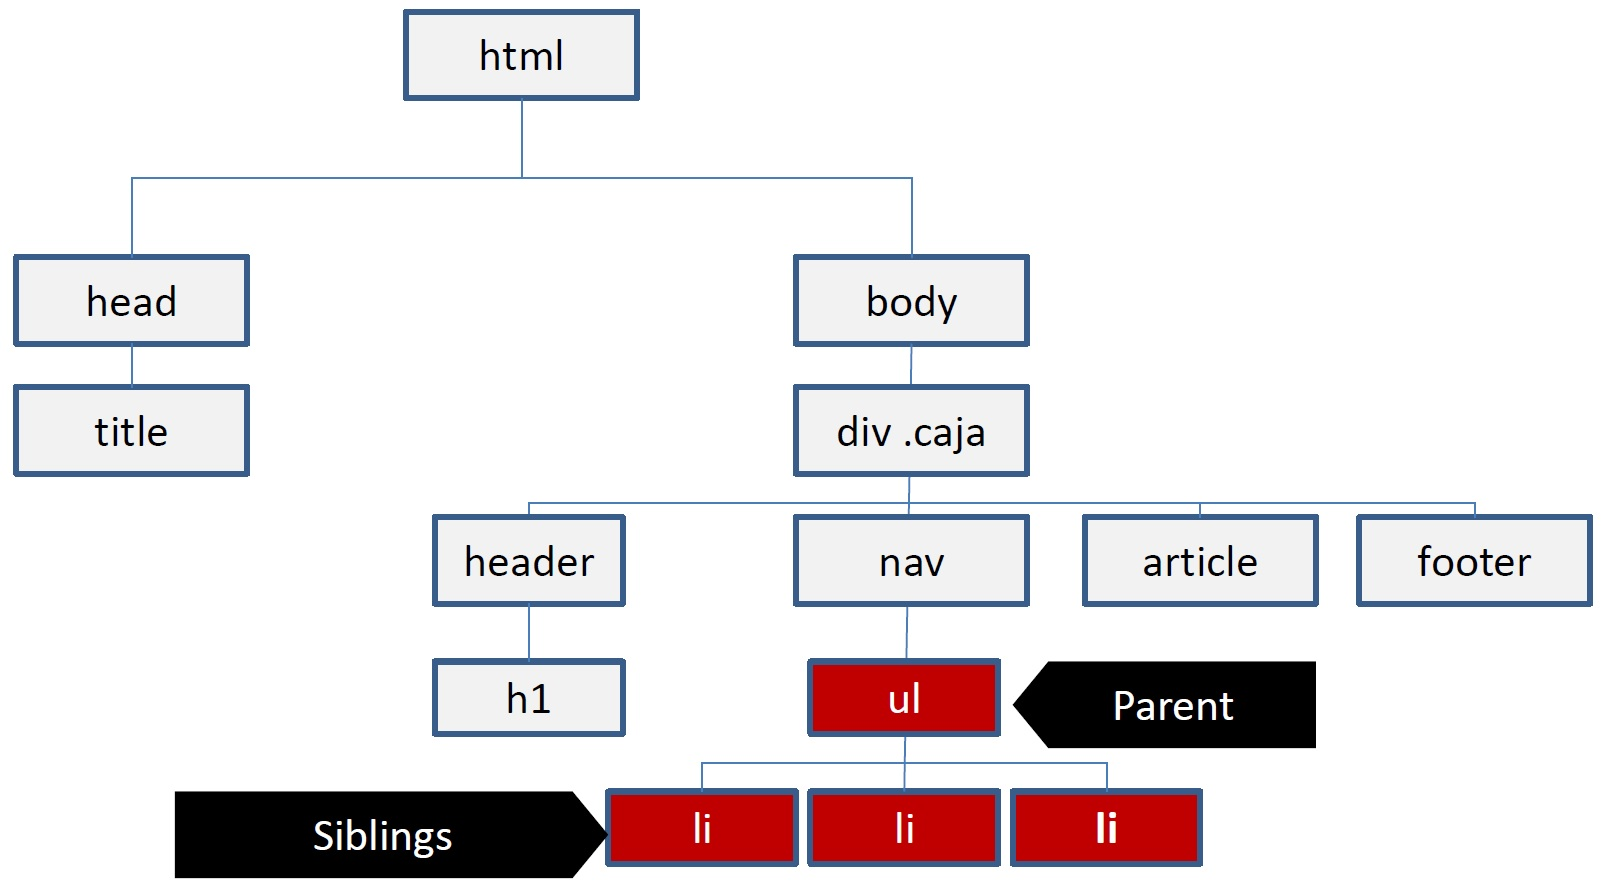 html
head
body
title
div .caja
header
nav
article
footer
h1
ul
Parent
Siblings
li
li
li